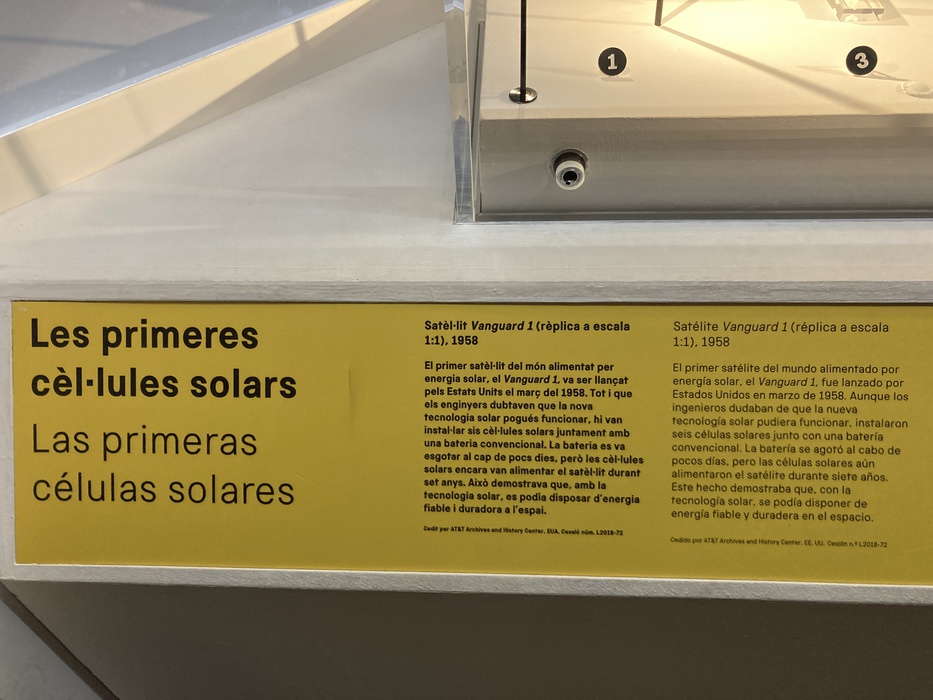 1
3
Les primeres
cèl·lules solars
Las primeras
células solares
Satèl·lit Vanguard 1 (rèplica a escala
1:1), 1958
El primer satèl·lit del món alimentat per
energia solar, el Vanguard 1, va ser llançat
pels Estats Units el març del 1958. Tot i que
els enginyers dubtaven que la nova
tecnologia solar pogués funcionar, hi van
instal·lar sis cèl·lules solars juntament amb
una bateria convencional. La bateria es va
esgotar al cap de pocs dies, però les cèl·lules
solars encara van alimentar el satèl·lit durant
set anys. Això demostrava que, amb la
tecnologia solar, es podia disposar d'energia
fiable i duradora a l'espai.
Cedit per AT&T Archives and History Center, EUA. Cessió núm. L2018-72
Satélite Vanguard 1 (réplica a escala
1:1), 1958
El primer satélite del mundo alimentado por
energía solar, el Vanguard 1, fue lanzado por
Estados Unidos en marzo de 1958. Aunque los
ingenieros dudaban de que la nueva
tecnología solar pudiera funcionar, instalaron
seis células solares junto con una batería
convencional. La batería se agotó al cabo de
pocos días, pero las células solares aún
alimentaron el satélite durante siete años.
Este hecho demostraba que, con la
tecnología solar, se podía disponer de
energía fiable y duradera en el espacio.
Cedido por AT&T Archives and History Center, EE. UU. Cesión n.º L2018-72